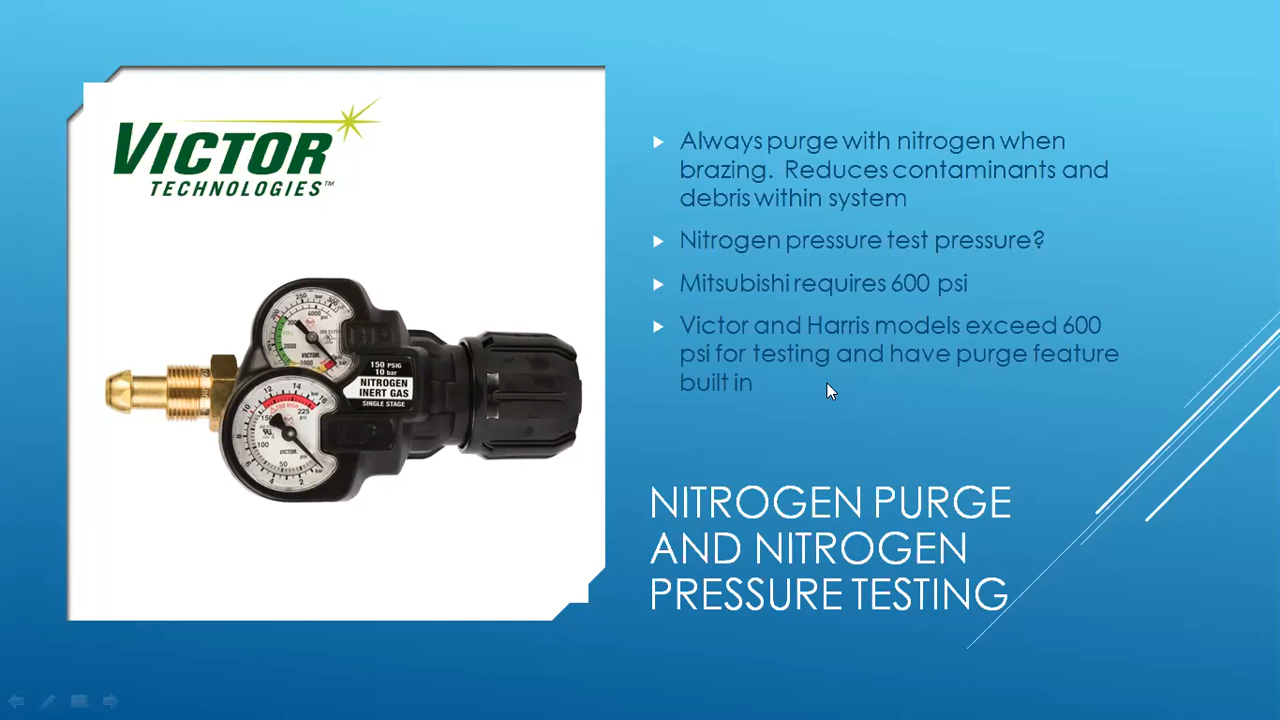 VICTOR
TECHNOLOGIES™
Always purge with nitrogen when
brazing.  Reduces contaminants and
debris within system
Nitrogen pressure test pressure?
Mitsubishi requires 600 psi
Victor and Harris models exceed 600
psi for testing and have purge feature
built in
150 PSIG
10 bar
NITROGEN
INERT GAS
SINGLE STAGE
VICTOR
VICTOR
NITROGEN PURGE
AND NITROGEN
PRESSURE TESTING